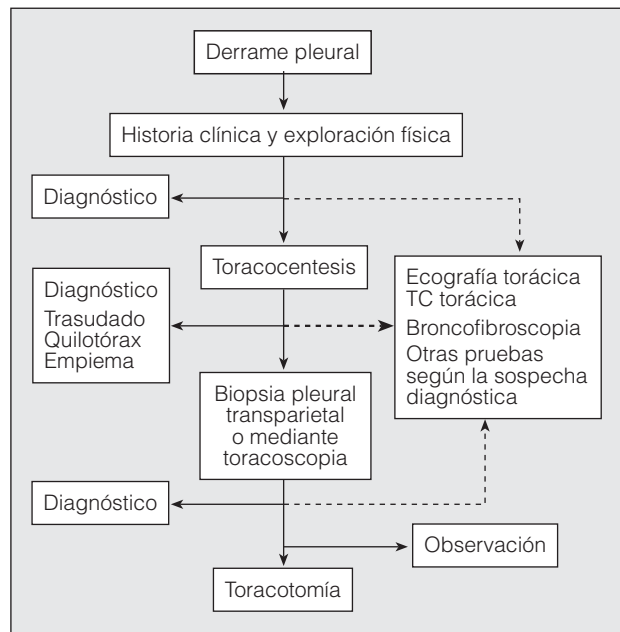 Derrame pleural
Historia clínica y exploración física
Diagnóstico
Toracocentesis
Diagnóstico
Trasudado
Quilotórax
Empiema
Ecografía torácica
TC torácica
Broncofibroscopia
Otras pruebas
según la sospecha
diagnóstica
Biopsia pleural
transparietal
o mediante
toracoscopia
Diagnóstico
Observación
Toracotomía